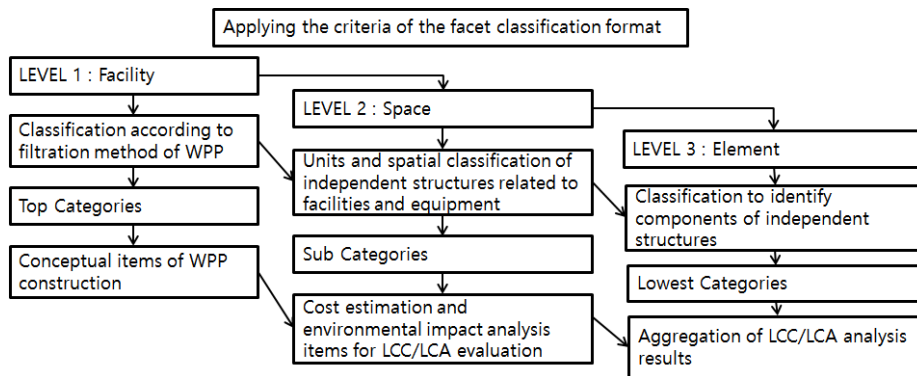 Applying the criteria of the facet classification format
LEVEL 1 : Facility
Classification according to
filtration method of WPP
Top Categories
Conceptual items of WPP
construction
LEVEL 2 : Space
Units and spatial classification of
independent structures related to
facilities and equipment
Sub Categories
Cost estimation and
environmental impact analysis
items for LCC/LCA evaluation
LEVEL 3 : Element
Classification to identify
components of independent
structures
Lowest Categories
Aggregation of LCC/LCA analysis
results